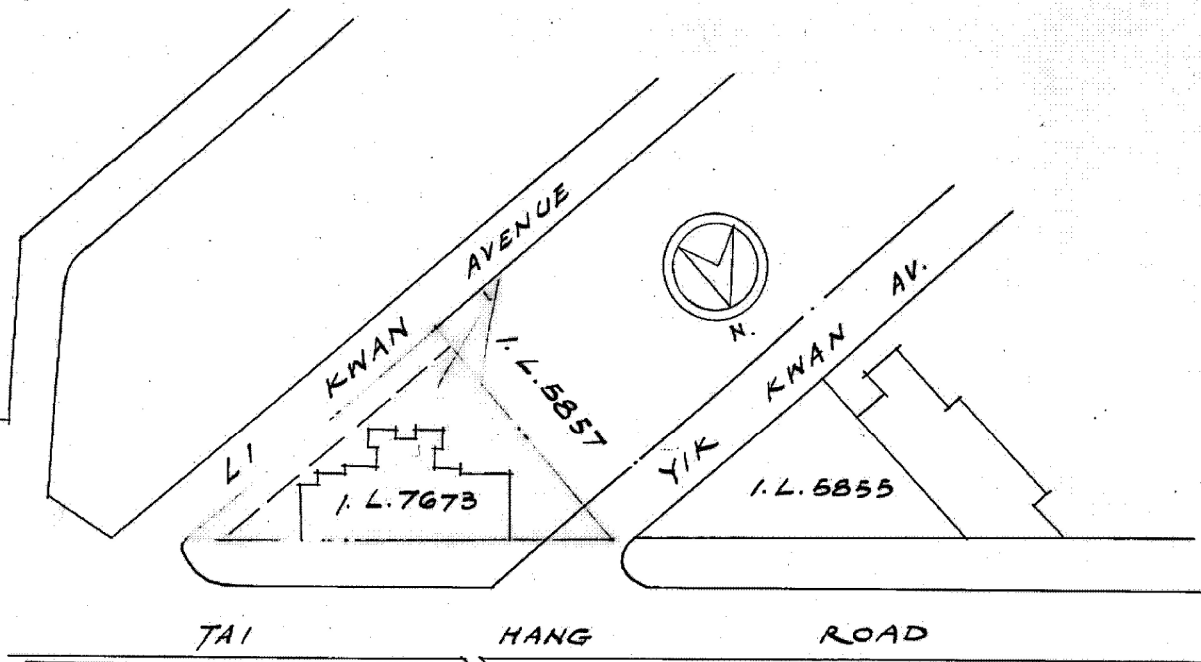 LI KWAN AVENUE
I.L.5857
N.
YIK KWAN AV.
I.L.7673
I.L.5855
TAI HANG ROAD